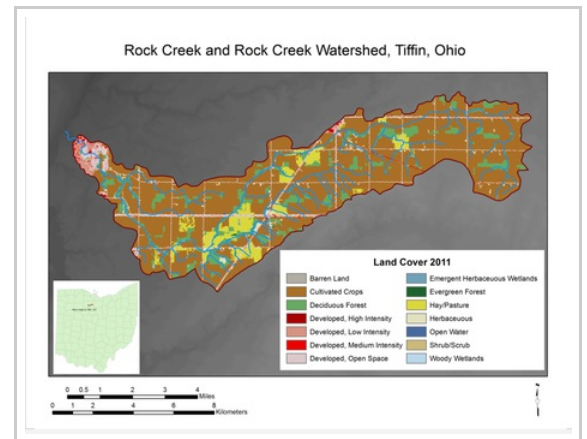 Rock Creek and Rock Creek Watershed, Tiffin, Ohio
Land Cover 2011
Barren Land
Cultivated Crops
Deciduous Forest
Developed, High Intensity
Developed, Low Intensity
Developed, Medium Intensity
Developed, Open Space
Emergent Herbaceuous Wetlands
Evergreen Forest
Hay/Pasture
Herbaceuous
Open Water
Shrub/Scrub
Woody Wetlands
0 0.5 1 2 3 4
Miles
0 1 2 4 6 8
Kilometers